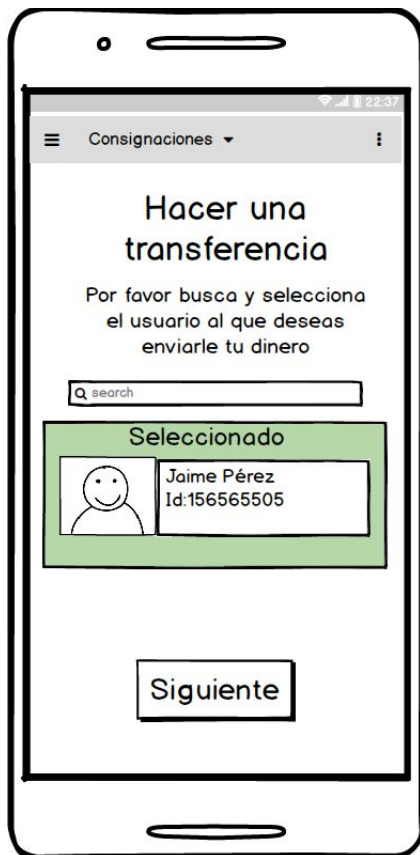 22:37
Consignaciones
Hacer una
transferencia
Por favor busca y selecciona
el usuario al que deseas
enviarle tu dinero
search
Seleccionado
Jaime Pérez
Id:156565505
Siguiente